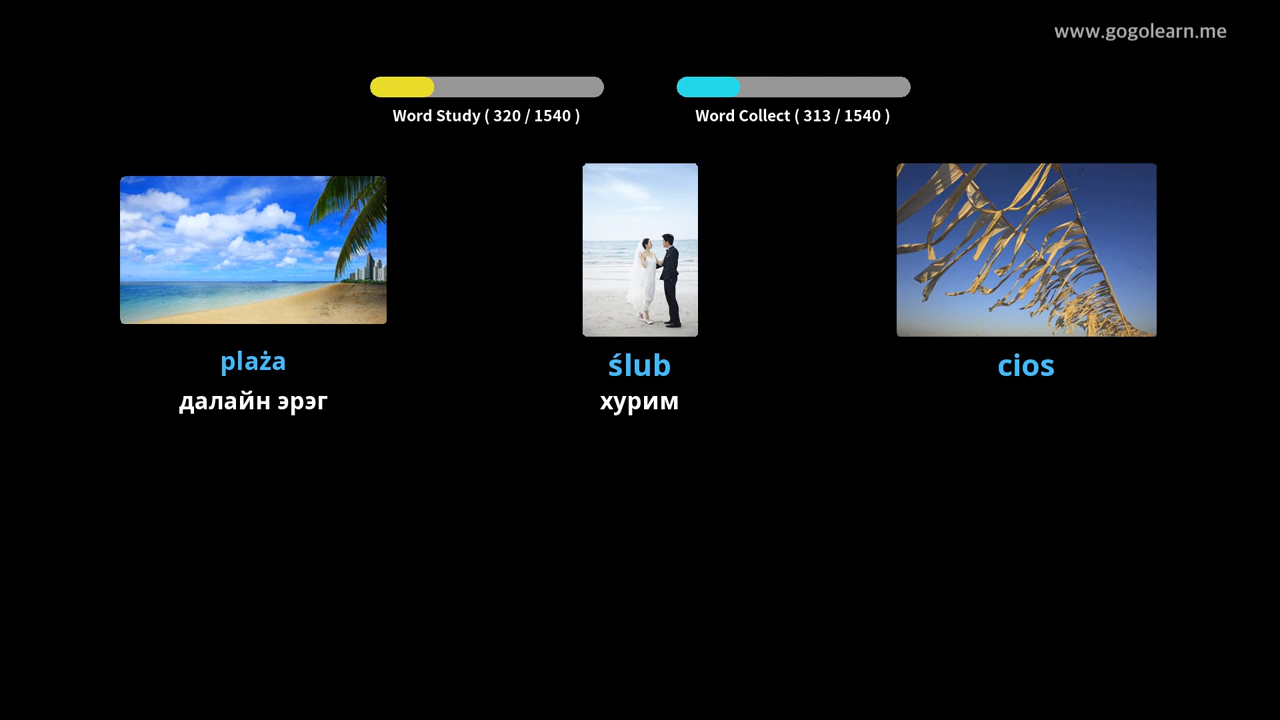 www.gogolearn.me
Word Study ( 320 / 1540 )
Word Collect ( 313 / 1540 )
plaża
далайн эрэг
ślub
хурим
cios